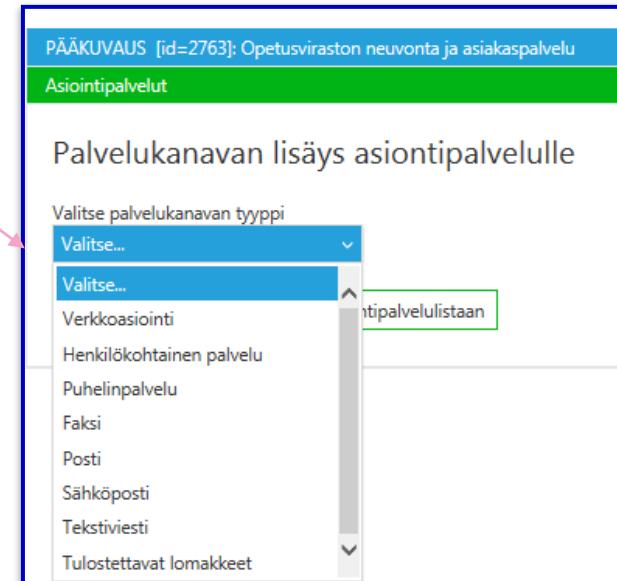 PÄÄKUVAUS [id=2763]: Opetusviraston neuvonta ja asiakaspalvelu
Asiointipalvelut
Palvelukanavan lisäys asiontipalvelulle
Valitse palvelukanavan tyyppi
Valitse...
Valitse...
Verkkoasiointi
ntipalvelulistaan
Henkilökohtainen palvelu
Puhelinpalvelu
Faksi
Posti
Sähköposti
Tekstiviesti
Tulostettavat lomakkeet